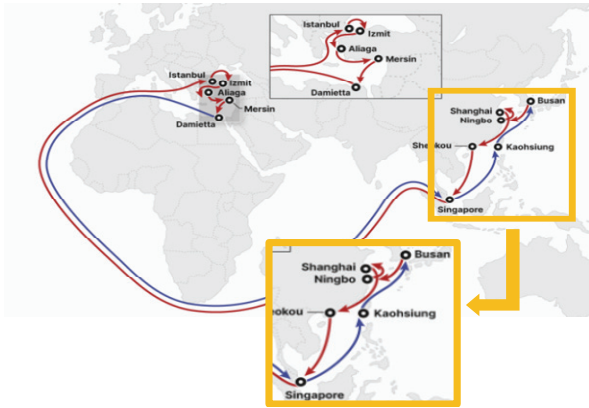 Istanbul
Izmit
Aliaga
Mersin
Damietta
Istanbul
Izmit
Aliaga
Mersin
Damietta
Busan
Shanghai
Ningbo
Shekou
Kaohsiung
Singapore
Busan
Shanghai
Ningbo
ekou
Kaohsiung
Singapore